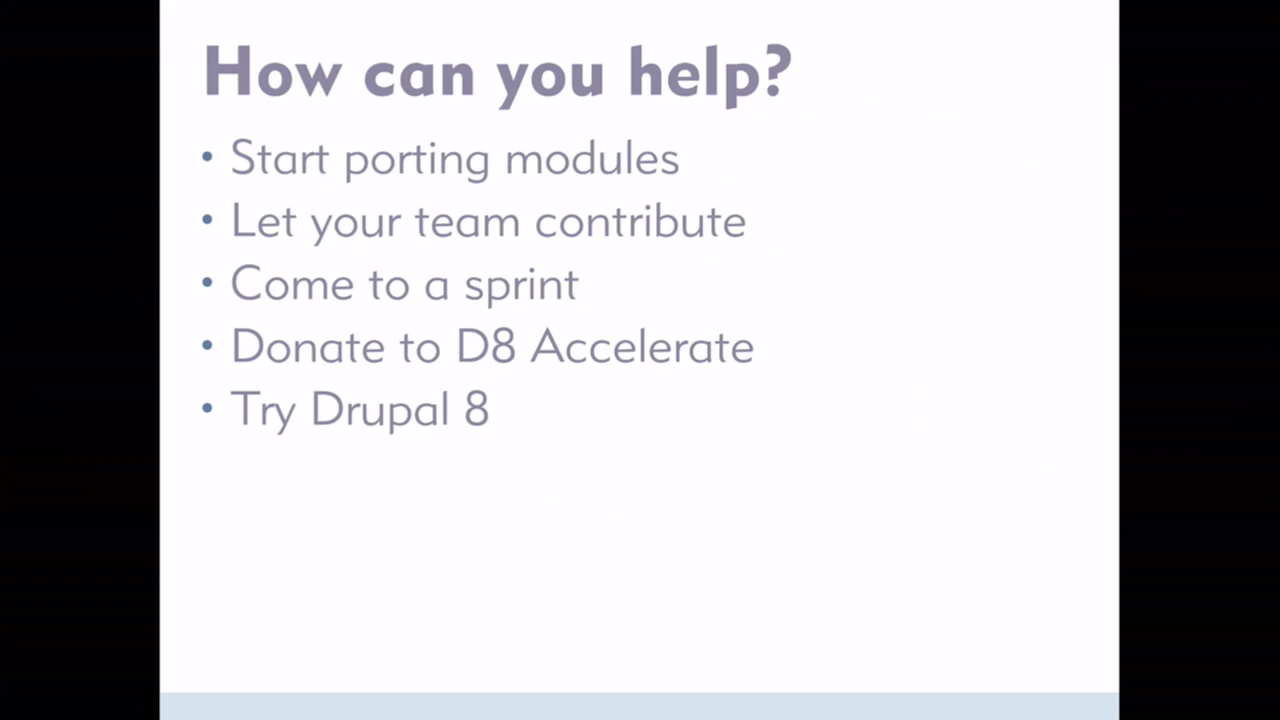 How can you help?
• Start porting modules
• Let your team contribute
• Come to a sprint
• Donate to D8 Accelerate
• Try Drupal 8